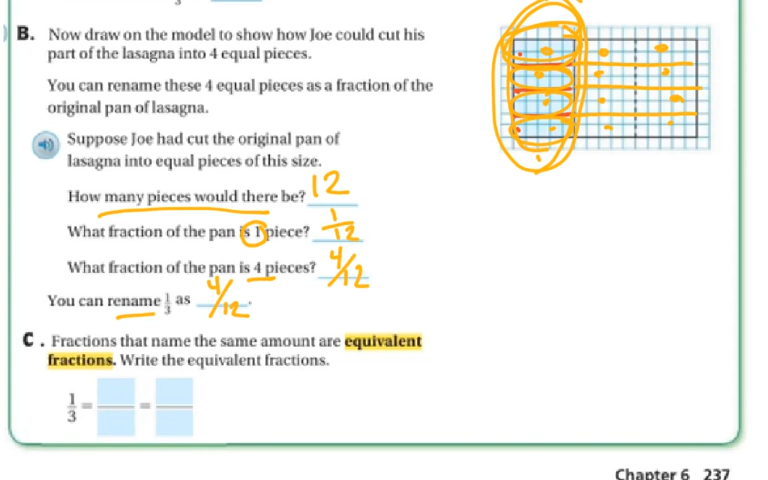 3
B. Now draw on the model to show how Joe could cut his
part of the lasagna into 4 equal pieces.
You can rename these 4 equal pieces as a fraction of the
original pan of lasagna.
Suppose Joe had cut the original pan of
lasagna into equal pieces of this size.
How many pieces would there be? 12
What fraction of the pan is 1 piece? 1/12
What fraction of the pan is 4 pieces? 4/12
You can rename 1/3 as 4/12.
C. Fractions that name the same amount are equivalent
fractions. Write the equivalent fractions.
1/3 = =
Chapter 6 237